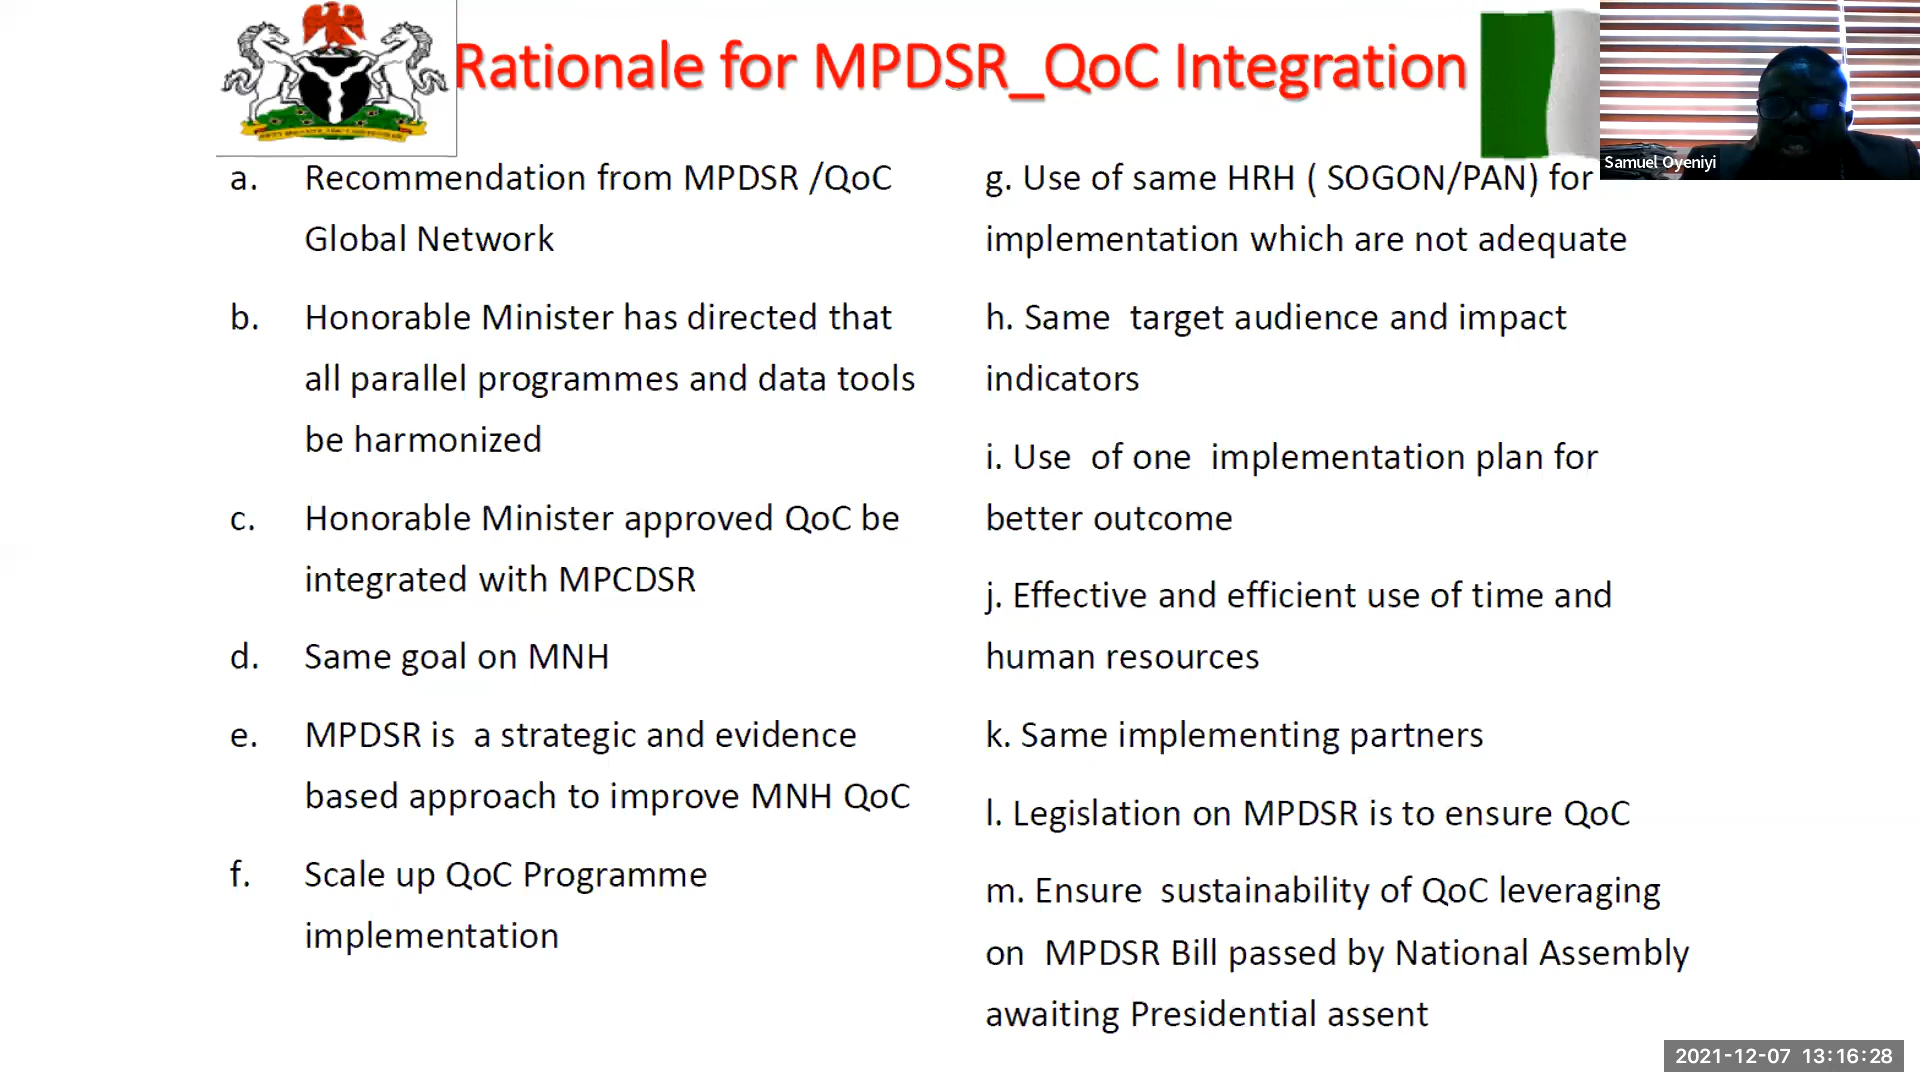 Rationale for MPDSR_QoC Integration
Samuel Oyeniyi
a. Recommendation from MPDSR /QoC
Global Network
b. Honorable Minister has directed that
all parallel programmes and data tools
be harmonized
c. Honorable Minister approved QoC be
integrated with MPCDSR
d. Same goal on MNH
e. MPDSR is  a strategic and evidence
based approach to improve MNH QoC
f. Scale up QoC Programme
implementation
g. Use of same HRH ( SOGON/PAN) for
implementation which are not adequate
h. Same  target audience and impact
indicators
i. Use  of one  implementation plan for
better outcome
j. Effective and efficient use of time and
human resources
k. Same implementing partners
l. Legislation on MPDSR is to ensure QoC
m. Ensure  sustainability of QoC leveraging
on  MPDSR Bill passed by National Assembly
awaiting Presidential assent
2021-12-07 13:16:28